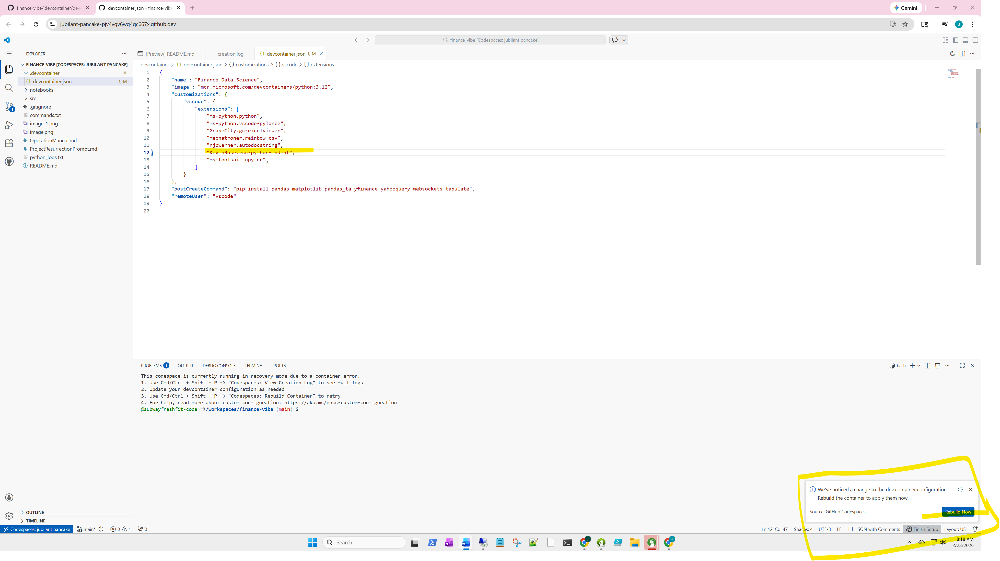 finance-vibe/.devcontainer/dev
devcontainer.json - finance-vib
Gemini
jubilant-pancake-pjv4vgv6wq4qc667x.github.dev
J
finance-vibe [Codespaces: jubilant pancake]
EXPLORER
[Preview] README.md
creation.log
devcontainer.json 1, M
FINANCE-VIBE [CODESPACES: JUBILANT PANCAKE]
.devcontainer
devcontainer.json 1, M
notebooks
src
.gitignore
commands.txt
image-1.png
image.png
OperationManual.md
ProjectResurrectionPrompt.md
python_logs.txt
README.md
1
OUTLINE
TIMELINE
.devcontainer > {} devcontainer.json > {} customizations > {} vscode > [] extensions
1 {
2 "name": "Finance Data Science",
3 "image": "mcr.microsoft.com/devcontainers/python:3.12",
4 "customizations": {
5 "vscode": {
6 "extensions": [
7 "ms-python.python",
8 "ms-python.vscode-pylance",
9 "GrapeCity.gc-excelviewer",
10 "mechatroner.rainbow-csv",
11 "njpwerner.autodocstring",
12 "KevinRose.vsc-python-indent",
13 "ms-toolsai.jupyter",
14 ]
15 }
16 },
17 "postCreateCommand": "pip install pandas matplotlib pandas_ta yfinance yahooquery websockets tabulate",
18 "remoteUser": "vscode"
19 }
20
PROBLEMS 1 OUTPUT DEBUG CONSOLE TERMINAL PORTS
bash
This codespace is currently running in recovery mode due to a container error.
1. Use Cmd/Ctrl + Shift + P -> "Codespaces: View Creation Log" to see full logs
2. Update your devcontainer configuration as needed
3. Use Cmd/Ctrl + Shift + P -> "Codespaces: Rebuild Container" to retry
4. For help, read more about custom configuration: https://aka.ms/ghcs-custom-configuration
@subwayfreshfit-code →/workspaces/finance-vibe (main) $
We've noticed a change to the dev container configuration.
Rebuild the container to apply them now.
Source: GitHub Codespaces
Rebuild Now
Codespaces: jubilant pancake main* 0 1 0
Ln 12, Col 47 Spaces: 4 UTF-8 LF {} JSON with Comments Finish Setup Layout: US
Search
8:18 AM
2/23/2026